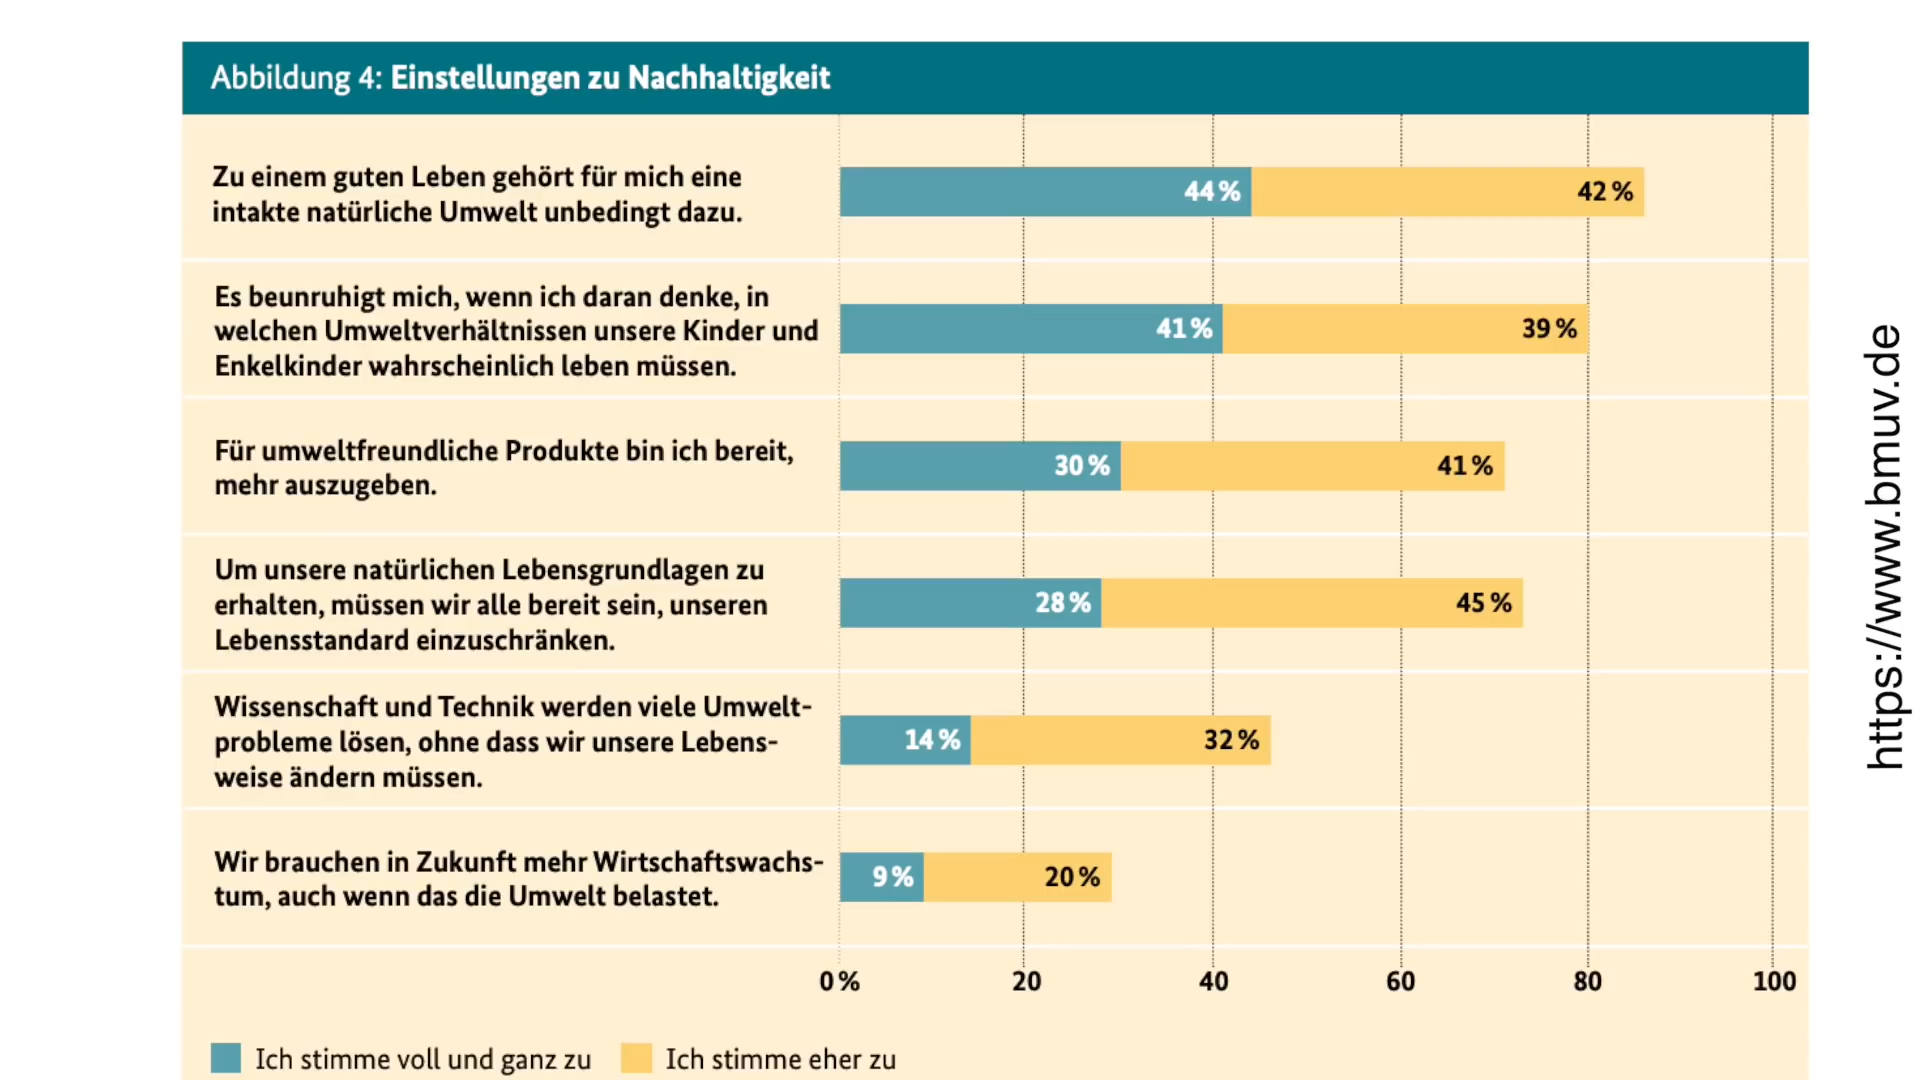 Abbildung 4: Einstellungen zu Nachhaltigkeit
Zu einem guten Leben gehört für mich eine
intakte natürliche Umwelt unbedingt dazu.
44 % 42 %
Es beunruhigt mich, wenn ich daran denke, in
welchen Umweltverhältnissen unsere Kinder und
Enkelkinder wahrscheinlich leben müssen.
41 % 39 %
Für umweltfreundliche Produkte bin ich bereit,
mehr auszugeben.
30 % 41 %
Um unsere natürlichen Lebensgrundlagen zu
erhalten, müssen wir alle bereit sein, unseren
Lebensstandard einzuschränken.
28 % 45 %
Wissenschaft und Technik werden viele Umwelt-
probleme lösen, ohne dass wir unsere Lebens-
weise ändern müssen.
14 % 32 %
Wir brauchen in Zukunft mehr Wirtschaftswachs-
tum, auch wenn das die Umwelt belastet.
9 % 20 %
0 % 20 40 60 80 100
Ich stimme voll und ganz zu Ich stimme eher zu
https://www.bmuv.de